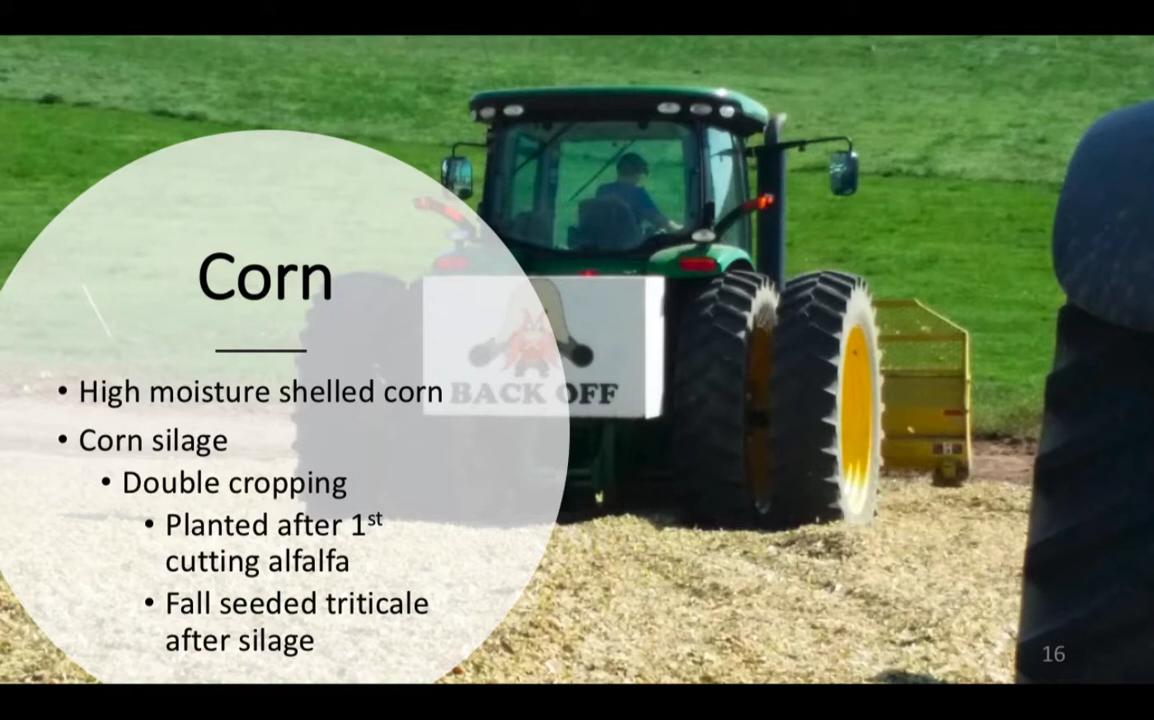 Corn
• High moisture shelled corn
• Corn silage
• Double cropping
• Planted after 1st
cutting alfalfa
• Fall seeded triticale
after silage
BACK OFF
16